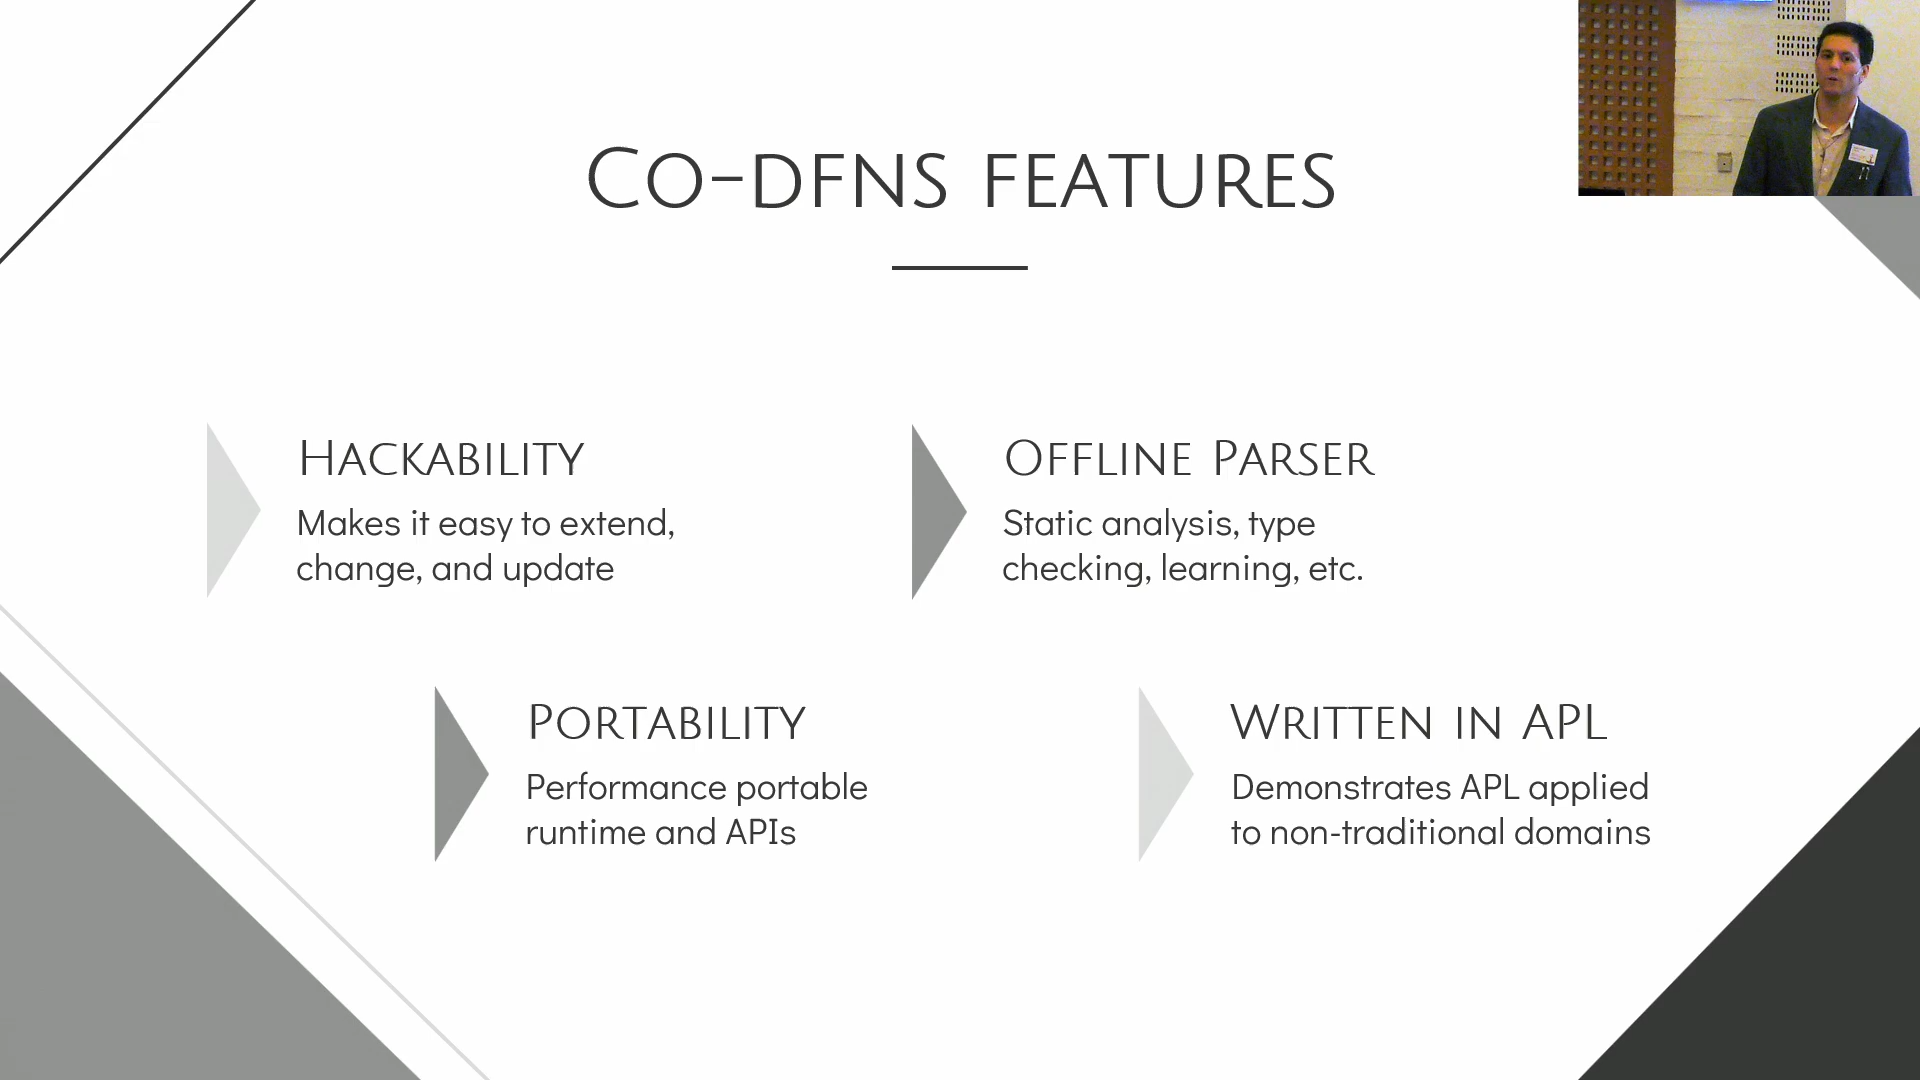 Co-dfns features
Hackability
Makes it easy to extend,
change, and update
Offline Parser
Static analysis, type
checking, learning, etc.
Portability
Performance portable
runtime and APIs
Written in APL
Demonstrates APL applied
to non-traditional domains